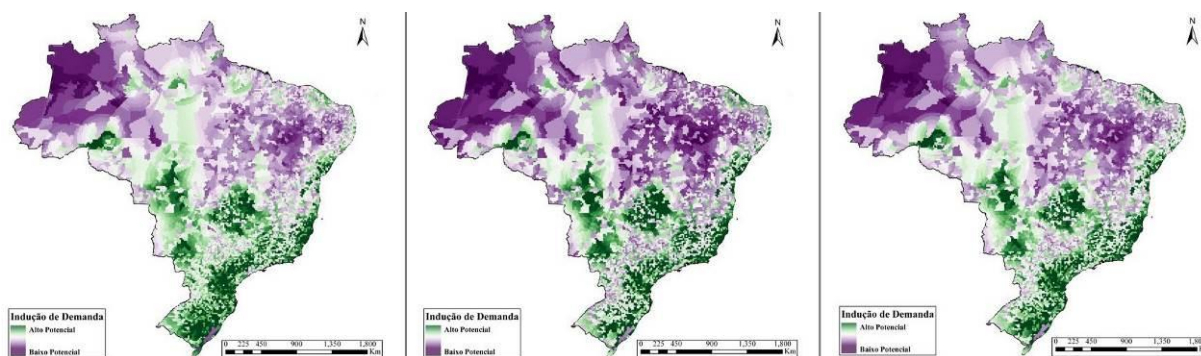 N
Indução de Demanda
Alto Potencial
Baixo Potencial
0 225 450 900 1,350 1,800
Km
N
Indução de Demanda
Alto Potencial
Baixo Potencial
0 225 450 900 1,350 1,800
Km
N
Indução de Demanda
Alto Potencial
Baixo Potencial
0 225 450 900 1,350